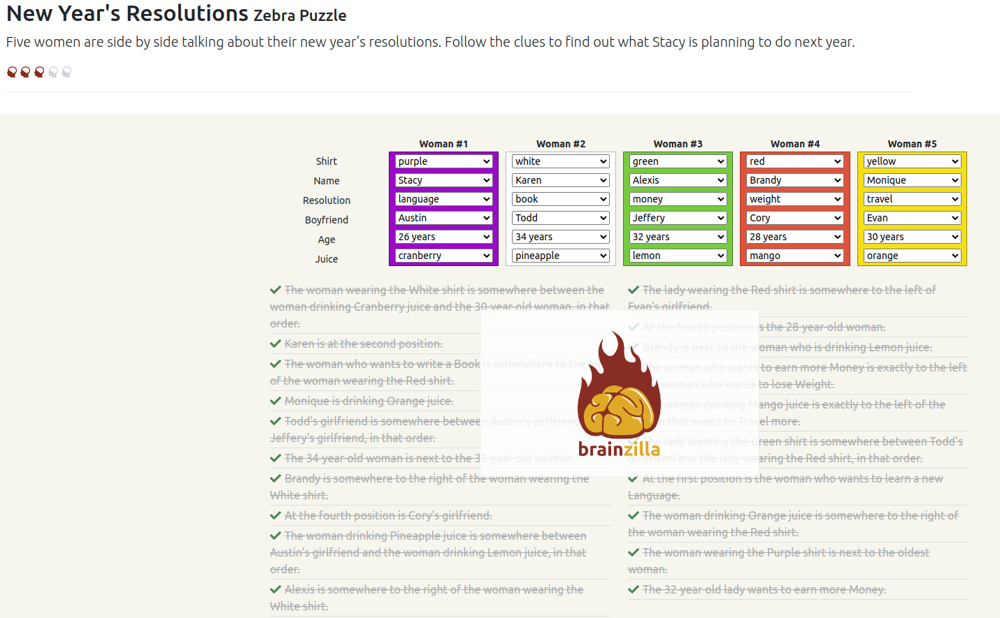 New Year's Resolutions Zebra Puzzle
Five women are side by side talking about their new year's resolutions. Follow the clues to find out what Stacy is planning to do next year.
Woman #1 Woman #2 Woman #3 Woman #4 Woman #5
Shirt purple white green red yellow
Name Stacy Karen Alexis Brandy Monique
Resolution language book money weight travel
Boyfriend Austin Todd Jeffery Cory Evan
Age 26 years 34 years 32 years 28 years 30 years
Juice cranberry pineapple lemon mango orange
The woman wearing the White shirt is somewhere between the
woman drinking Cranberry juice and the 30-year-old woman, in that
order.
Karen is at the second position.
The woman who wants to write a Book is somewhere to the left
of the woman wearing the Red shirt.
Monique is drinking Orange juice.
Todd's girlfriend is somewhere between Austin's girlfriend and
Jeffery's girlfriend, in that order.
The 34-year-old woman is next to the 32-year-old woman.
Brandy is somewhere to the right of the woman wearing the
White shirt.
At the fourth position is Cory's girlfriend.
The woman drinking Pineapple juice is somewhere between
Austin's girlfriend and the woman drinking Lemon juice, in that
order.
Alexis is somewhere to the right of the woman wearing the
White shirt.
The lady wearing the Red shirt is somewhere to the left of
Evan's girlfriend.
At the fourth position is the 28-year-old woman.
Brandy is next to the woman who is drinking Lemon juice.
The woman who wants to earn more Money is exactly to the left
woman who wants to lose Weight.
woman drinking Mango juice is exactly to the left of the
that wants to Travel more.
The lady wearing the Green shirt is somewhere between Todd's
girlfriend and the lady wearing the Red shirt, in that order.
At the first position is the woman who wants to learn a new
Language.
The woman drinking Orange juice is somewhere to the right of
the woman wearing the Red shirt.
The woman wearing the Purple shirt is next to the oldest
woman.
The 32-year-old lady wants to earn more Money.
brainzilla